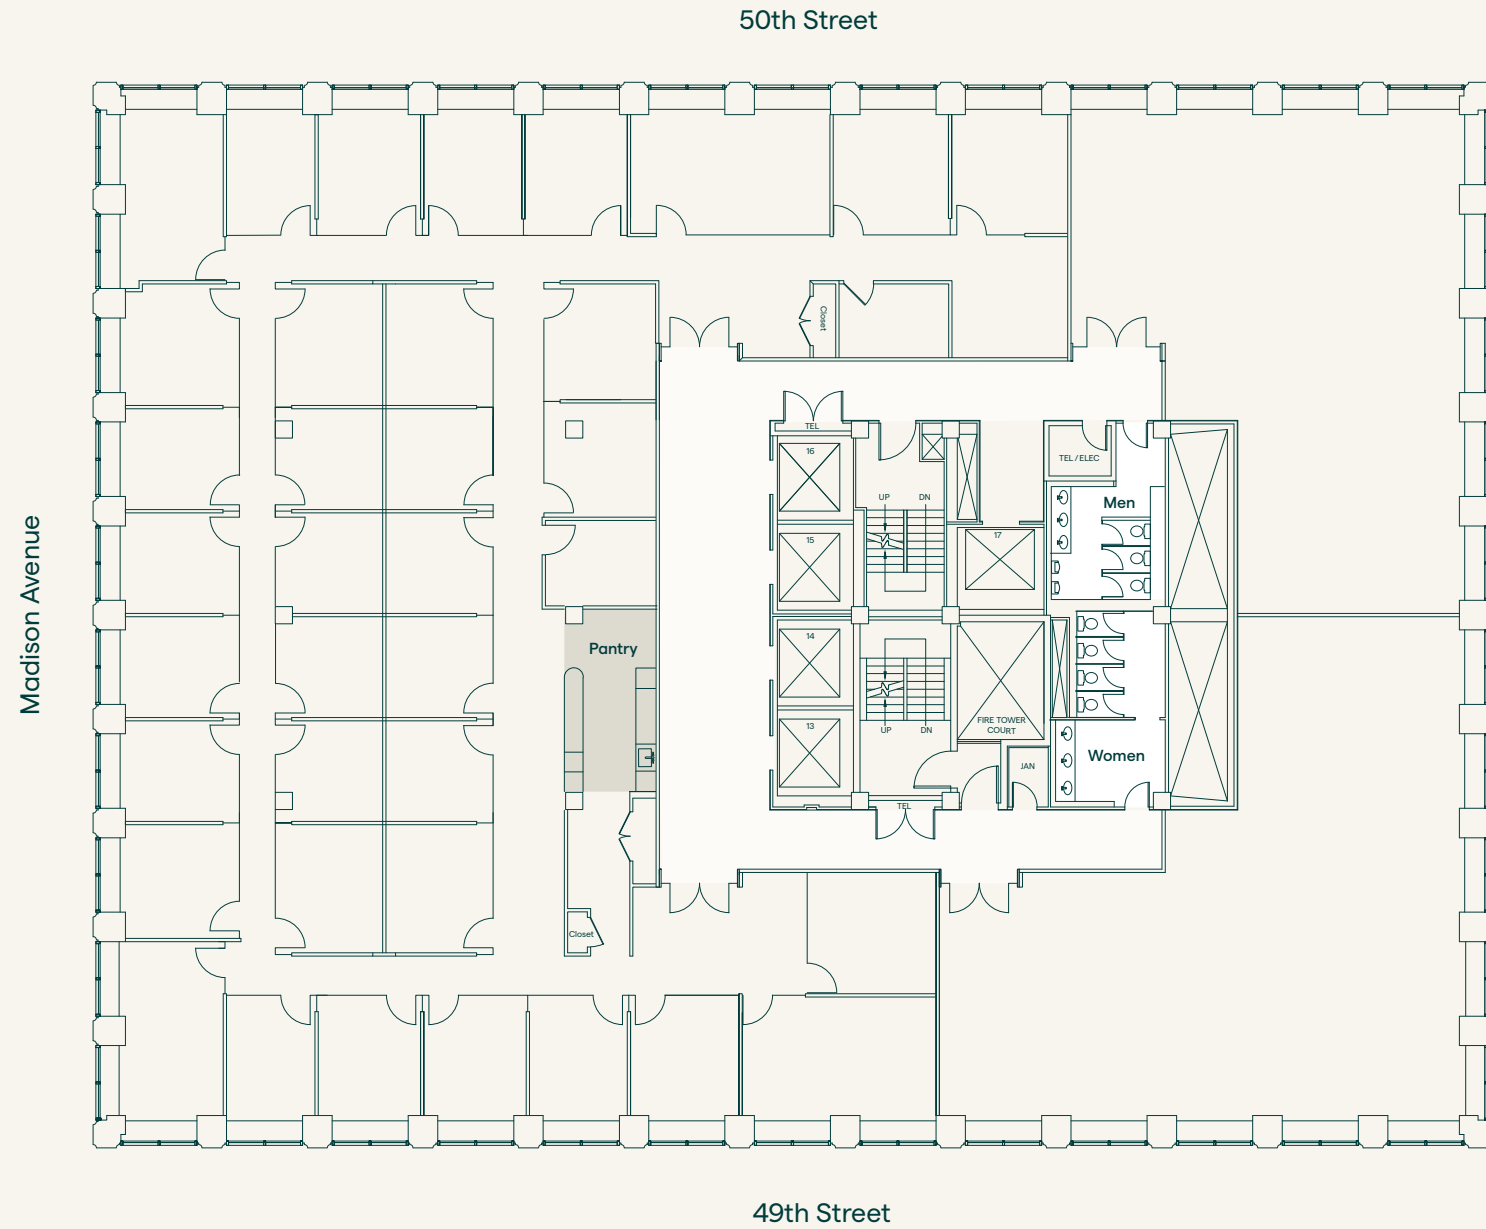 50th Street
Closet
TEL
16
TEL / ELEC
UP
DN
Men
15
17
14
Pantry
Madison Avenue
13
FIRE TOWER
COURT
UP
DN
JAN
Women
TEL
Closet
49th Street